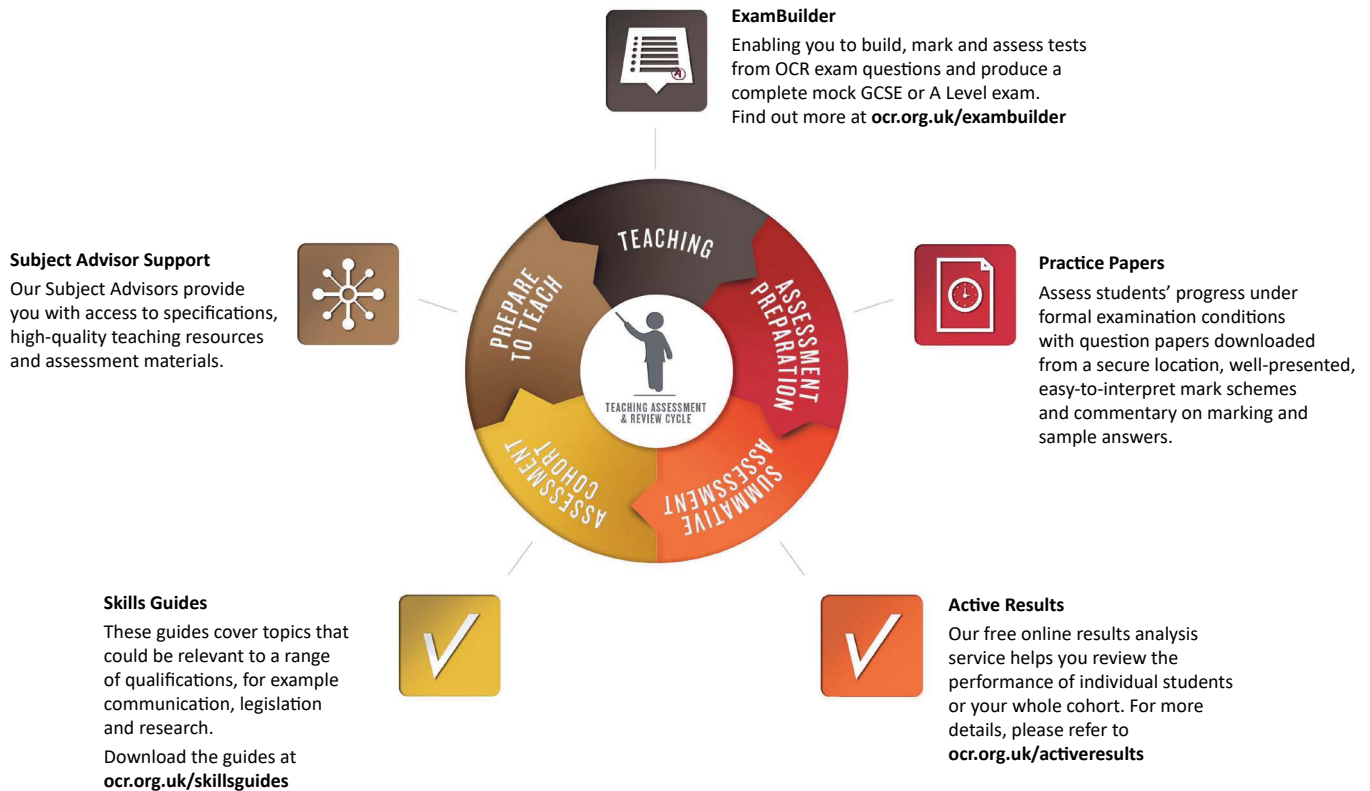 ExamBuilder
Enabling you to build, mark and assess tests
from OCR exam questions and produce a
complete mock GCSE or A Level exam.
Find out more at ocr.org.uk/exambuilder
Subject Advisor Support
Our Subject Advisors provide
you with access to specifications,
high-quality teaching resources
and assessment materials.
TEACHING
ASSESSMENT
PREPARATION
SUMMATIVE
ASSESSMENT
ASSESSMENT
COHORT
PREPARE
TO TEACH
TEACHING ASSESSMENT
& REVIEW CYCLE
Practice Papers
Assess students’ progress under
formal examination conditions
with question papers downloaded
from a secure location, well-presented,
easy-to-interpret mark schemes
and commentary on marking and
sample answers.
Skills Guides
These guides cover topics that
could be relevant to a range
of qualifications, for example
communication, legislation
and research.
Download the guides at
ocr.org.uk/skillsguides
Active Results
Our free online results analysis
service helps you review the
performance of individual students
or your whole cohort. For more
details, please refer to
ocr.org.uk/activeresults